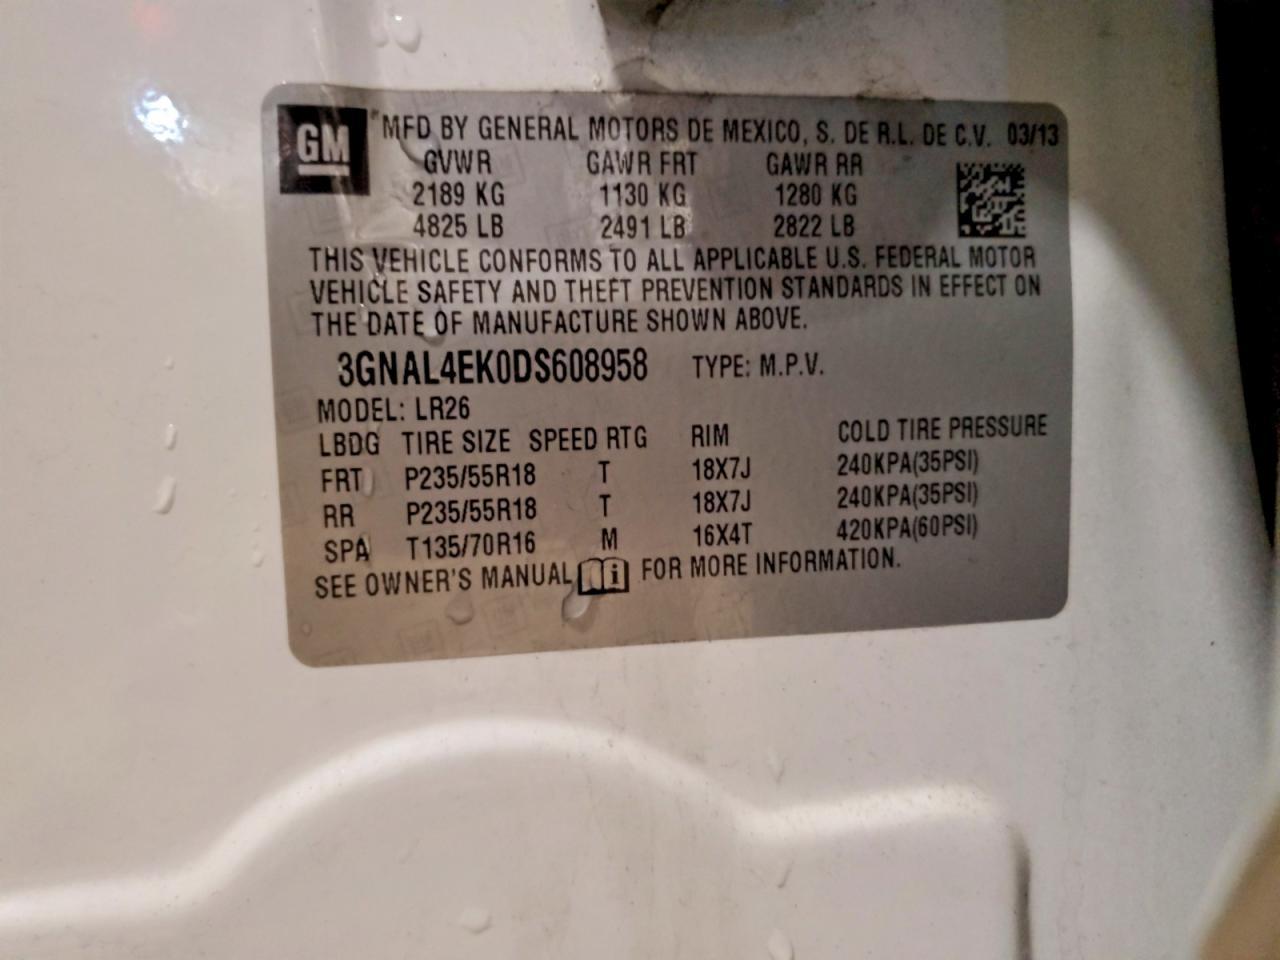 GM MFD BY GENERAL MOTORS DE MEXICO, S. DE R.L. DE C.V. 03/13
GVWR GAWR FRT GAWR RR
2189 KG 1130 KG 1280 KG
4825 LB 2491 LB 2822 LB
THIS VEHICLE CONFORMS TO ALL APPLICABLE U.S. FEDERAL MOTOR
VEHICLE SAFETY AND THEFT PREVENTION STANDARDS IN EFFECT ON
THE DATE OF MANUFACTURE SHOWN ABOVE.
3GNAL4EK0DS608958 TYPE: M.P.V.
MODEL: LR26
LBDG TIRE SIZE SPEED RTG RIM COLD TIRE PRESSURE
FRT P235/55R18 T 18X7J 240KPA(35PSI)
RR P235/55R18 T 18X7J 240KPA(35PSI)
SPA T135/70R16 M 16X4T 420KPA(60PSI)
SEE OWNER'S MANUAL FOR MORE INFORMATION.